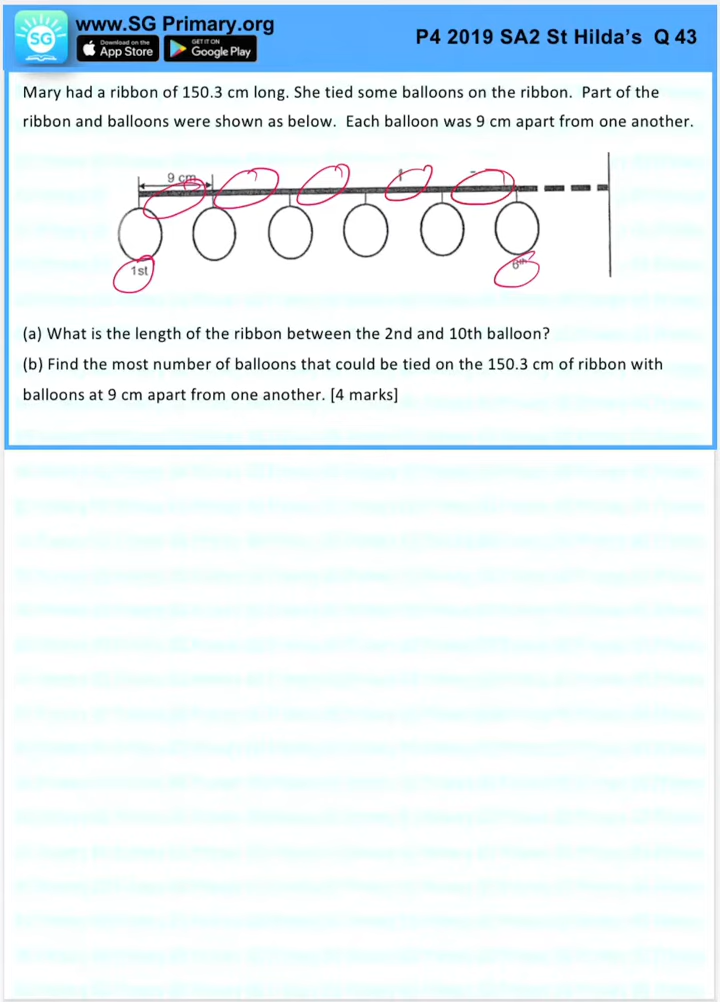 www.SG Primary.org
SG
Download on the
App Store
GET IT ON
Google Play
P4 2019 SA2 St Hilda's Q 43
Mary had a ribbon of 150.3 cm long. She tied some balloons on the ribbon. Part of the
ribbon and balloons were shown as below. Each balloon was 9 cm apart from one another.
9 cm
1st
6th
(a) What is the length of the ribbon between the 2nd and 10th balloon?
(b) Find the most number of balloons that could be tied on the 150.3 cm of ribbon with
balloons at 9 cm apart from one another. [4 marks]